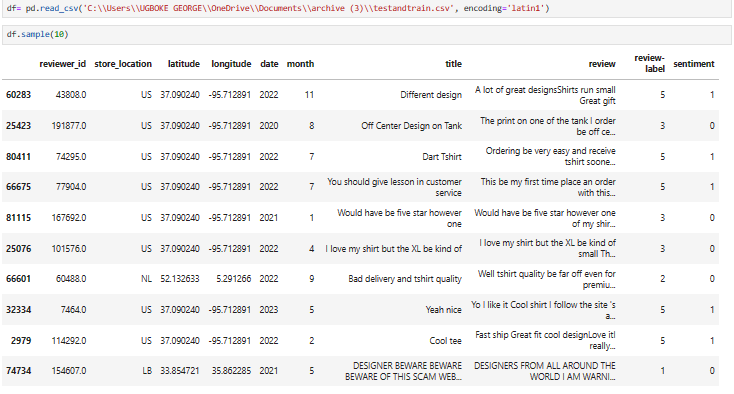 df= pd.read_csv('C:\\Users\\UGBOKE GEORGE\\OneDrive\\Documents\\archive (3)\\testandtrain.csv', encoding='latin1')
df.sample(10)
reviewer_id store_location latitude longitude date month title review review-label sentiment
60283 43808.0 US 37.090240 -95.712891 2022 11 Different design A lot of great designsShirts run small Great gift 5 1
25423 191877.0 US 37.090240 -95.712891 2020 8 Off Center Design on Tank The print on one of the tank I order be off ce... 3 0
80411 74295.0 US 37.090240 -95.712891 2022 7 Dart Tshirt Ordering be very easy and receive tshirt soone... 5 1
66675 77904.0 US 37.090240 -95.712891 2022 7 You should give lesson in customer service This be my first time place an order with this... 5 1
81115 167692.0 US 37.090240 -95.712891 2021 1 Would have be five star however one Would have be five star however one of my shir... 3 0
25076 101576.0 US 37.090240 -95.712891 2022 4 I love my shirt but the XL be kind of I love my shirt but the XL be kind of small Th... 3 0
66601 60488.0 NL 52.132633 5.291266 2022 9 Bad delivery and tshirt quality Well tshirt quality be far off even for premiu... 2 0
32334 7464.0 US 37.090240 -95.712891 2023 5 Yeah nice Yo I like it Cool shirt I follow the site 's a... 5 1
2979 114292.0 US 37.090240 -95.712891 2022 2 Cool tee Fast ship Great fit cool designLove itI really... 5 1
74734 154607.0 LB 33.854721 35.862285 2021 5 DESIGNER BEWARE BEWARE BEWARE OF THIS SCAM WEB... DESIGNERS FROM ALL AROUND THE WORLD I AM WARNI... 1 0